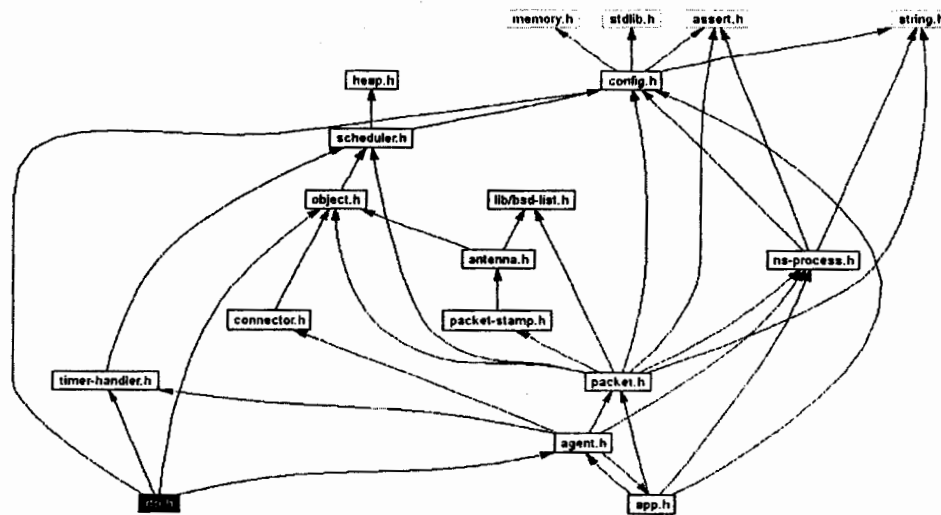 memory.h
stdlib.h
assert.h
string.h
heap.h
config.h
scheduler.h
object.h
lib/bsd-list.h
antenna.h
ns-process.h
connector.h
packet-stamp.h
timer-handler.h
packet.h
agent.h
app.h